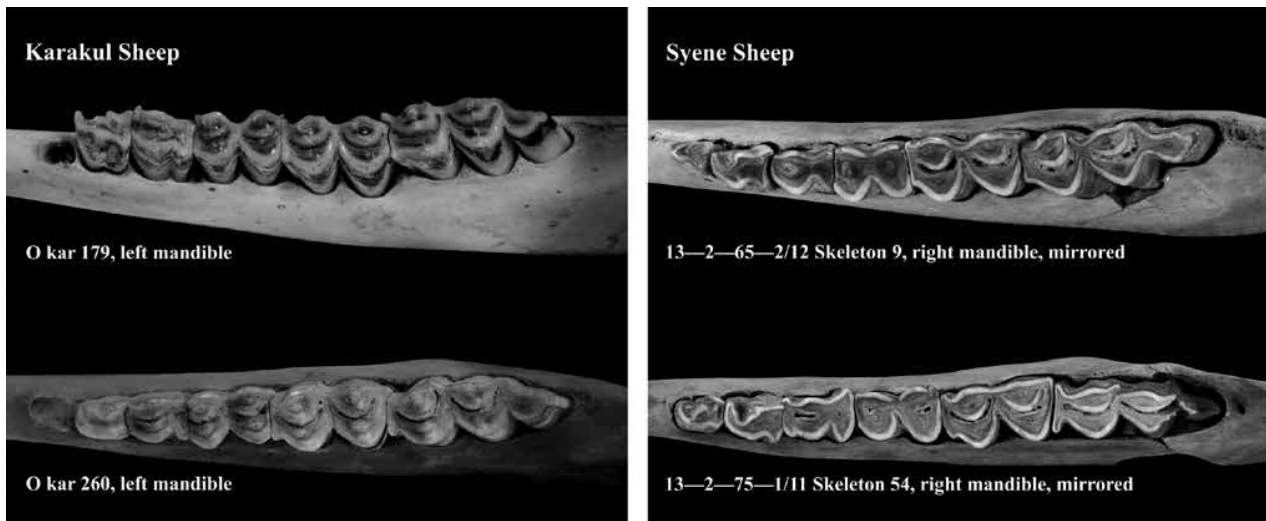 Karakul Sheep
O kar 179, left mandible
O kar 260, left mandible
Syene Sheep
13—2—65—2/12 Skeleton 9, right mandible, mirrored
13—2—75—1/11 Skeleton 54, right mandible, mirrored